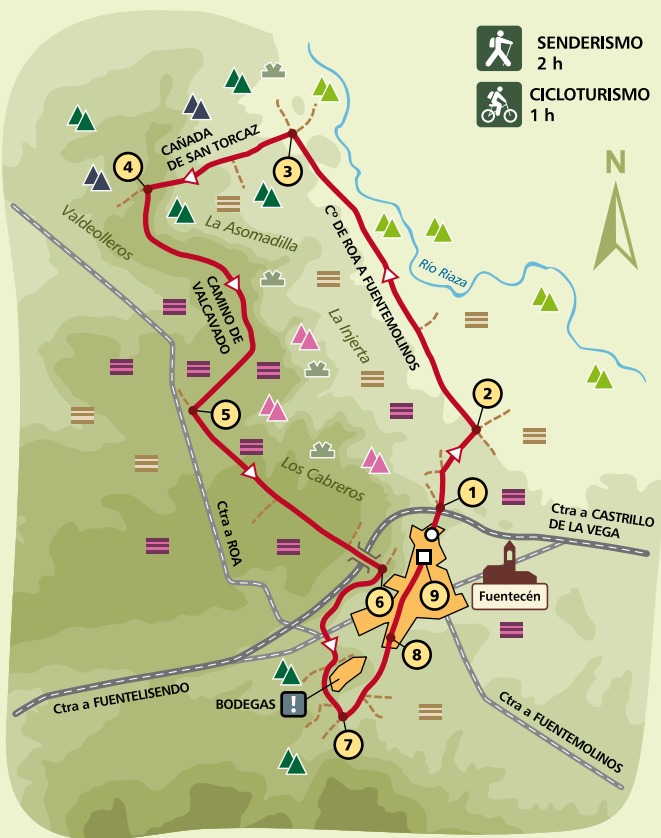 SENDERISMO
2 h
CICLOTURISMO
1 h
N
CAÑADA
DE SAN TORCAZ
4
3
Valdeolleros
La Asomadilla
Cº DE ROA A FUENTEMOLINOS
Río Riaza
CAMINO DE
VALCAVADO
La Injerta
2
5
Los Cabreros
1
Ctra a ROA
Ctra a CASTRILLO
DE LA VEGA
Fuentecén
6
9
8
Ctra a FUENTELISENDO
BODEGAS
!
7
Ctra a FUENTEMOLINOS